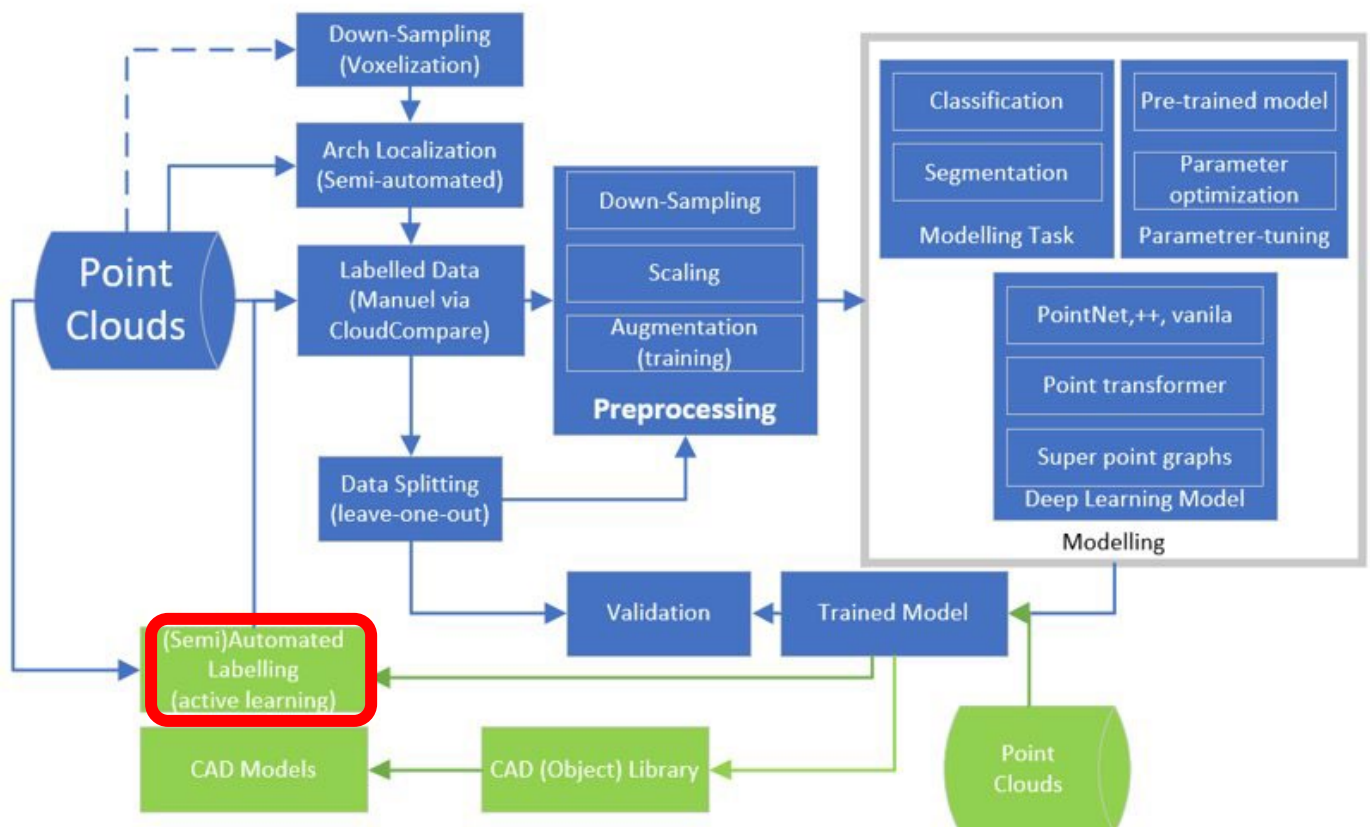 Down-Sampling
(Voxelization)
Arch Localization
(Semi-automated)
Point
Clouds
Labelled Data
(Manuel via
CloudCompare)
Data Splitting
(leave-one-out)
Down-Sampling
Scaling
Augmentation
(training)
Preprocessing
Classification
Segmentation
Modelling Task
Pre-trained model
Parameter
optimization
Parametrer-tuning
PointNet,++, vanila
Point transformer
Super point graphs
Deep Learning Model
Modelling
Validation
Trained Model
(Semi)Automated
Labelling
(active learning)
CAD Models
CAD (Object) Library
Point
Clouds